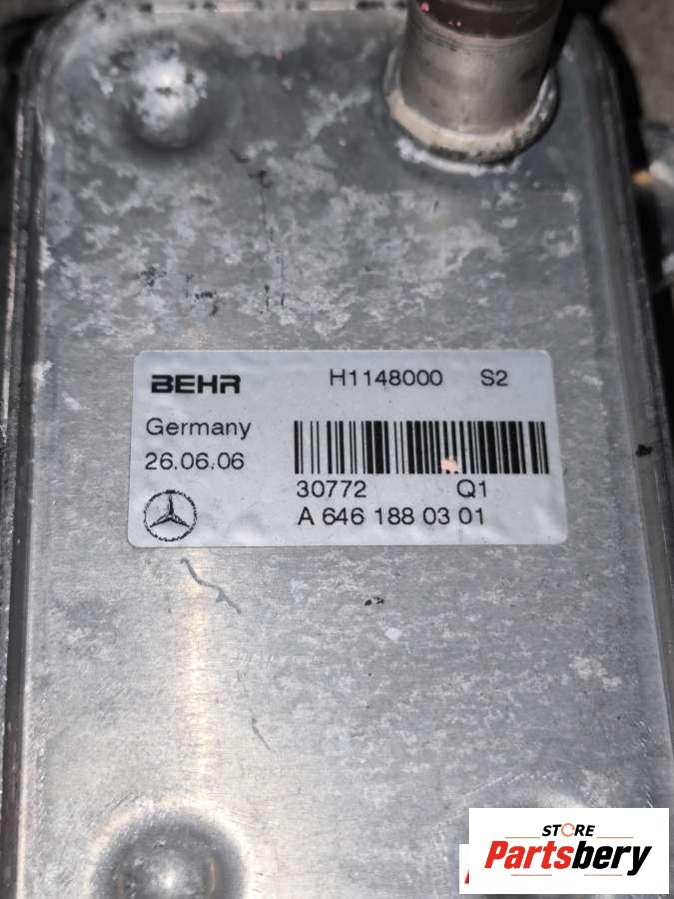 BEHR H1148000 S2
Germany
26.06.06
30772 Q1
A 646 188 03 01
STORE
Partsbery